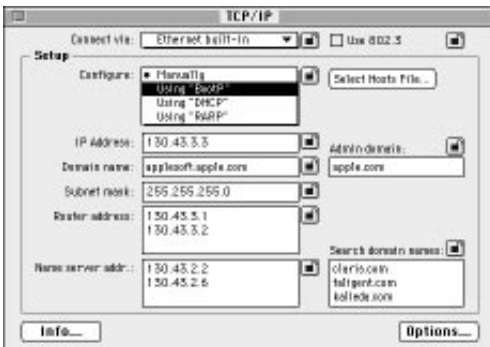 TCP/IP
Connect via: Ethernet built-in
Use 802.3
Setup
Configure: Manually
Using "BootP"
Using "DHCP"
Using "RARP"
Select Hosts File...
IP Address: 130.43.3.3
Admin domain:
Domain name: applesoft.apple.com
apple.com
Subnet mask: 255.255.255.0
Router address: 130.43.3.1
130.43.3.2
Search domain names:
Name server addr.: 130.43.2.2
130.43.2.6
claris.com
taligent.com
Info...
Options...